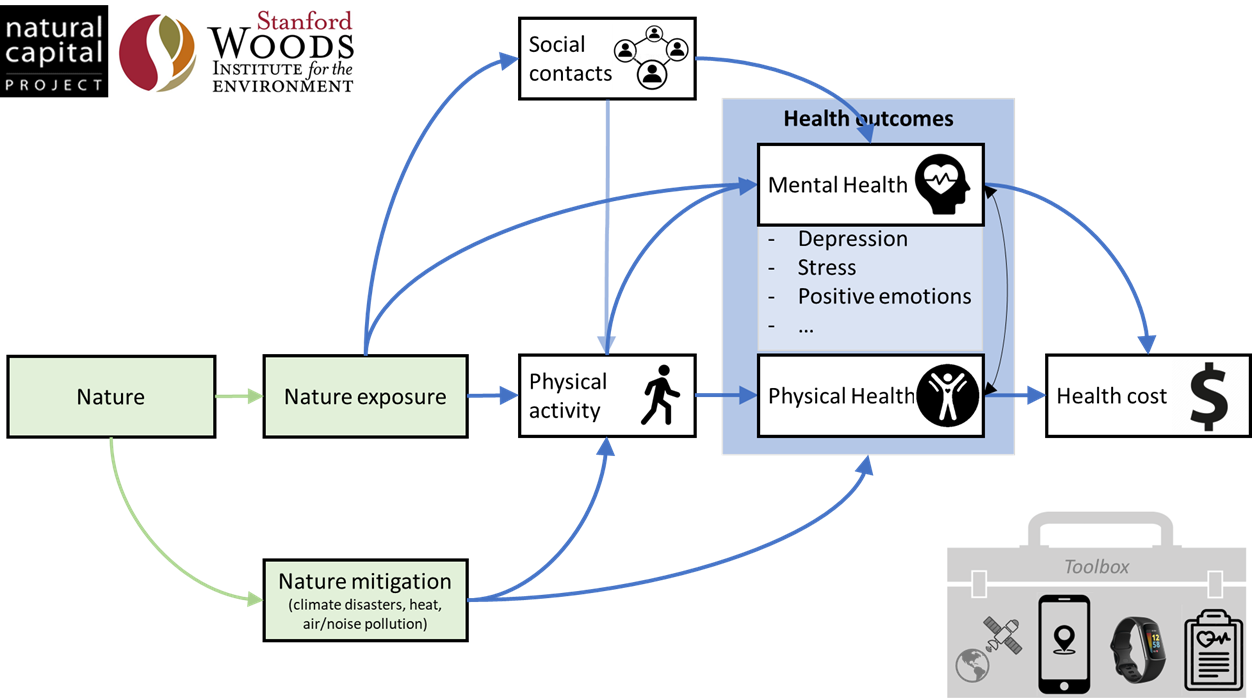 natural
capital
PROJECT
Stanford
WOODS
INSTITUTE for the
ENVIRONMENT
Social
contacts
Health outcomes
Mental Health
- Depression
- Stress
- Positive emotions
- ...
Nature
Nature exposure
Physical
activity
Physical Health
Health cost
$
Nature mitigation
(climate disasters, heat,
air/noise pollution)
Toolbox
12
58